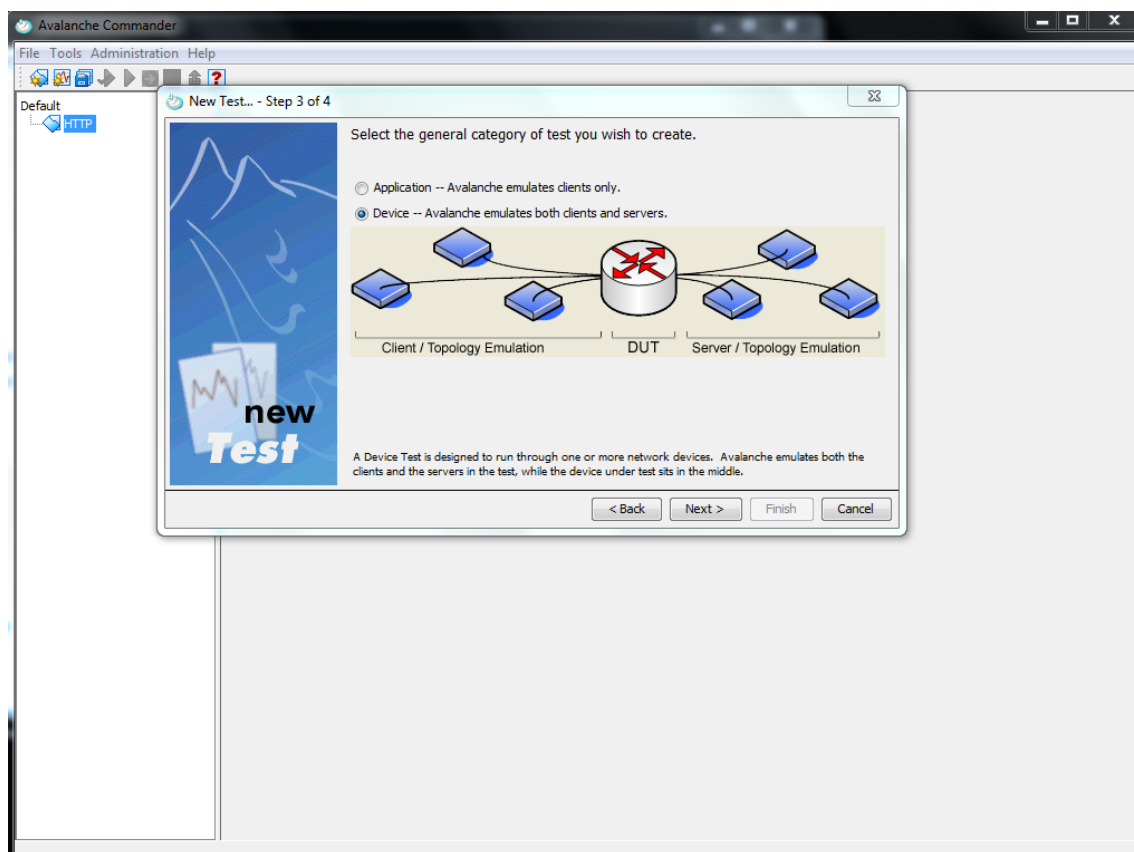 Avalanche Commander
File Tools Administration Help
Default
HTTP
New Test... - Step 3 of 4
Select the general category of test you wish to create.
Application -- Avalanche emulates clients only.
Device -- Avalanche emulates both clients and servers.
Client / Topology Emulation
DUT
Server / Topology Emulation
new
Test
A Device Test is designed to run through one or more network devices. Avalanche emulates both the
clients and the servers in the test, while the device under test sits in the middle.
< Back
Next >
Finish
Cancel